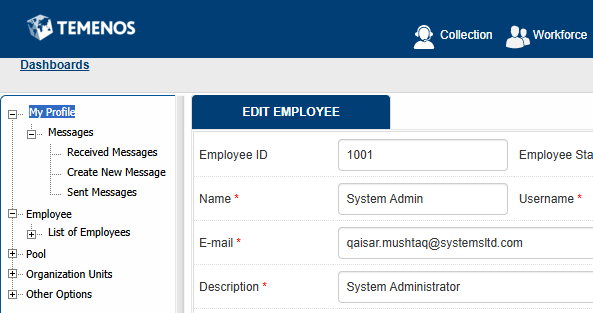 TEMENOS
Collection
Workforce
Dashboards
My Profile
Messages
Received Messages
Create New Message
Sent Messages
Employee
List of Employees
Pool
Organization Units
Other Options
EDIT EMPLOYEE
Employee ID 1001 Employee Sta
Name * System Admin Username *
E-mail * qaisar.mushtaq@systemsltd.com
Description * System Administrator